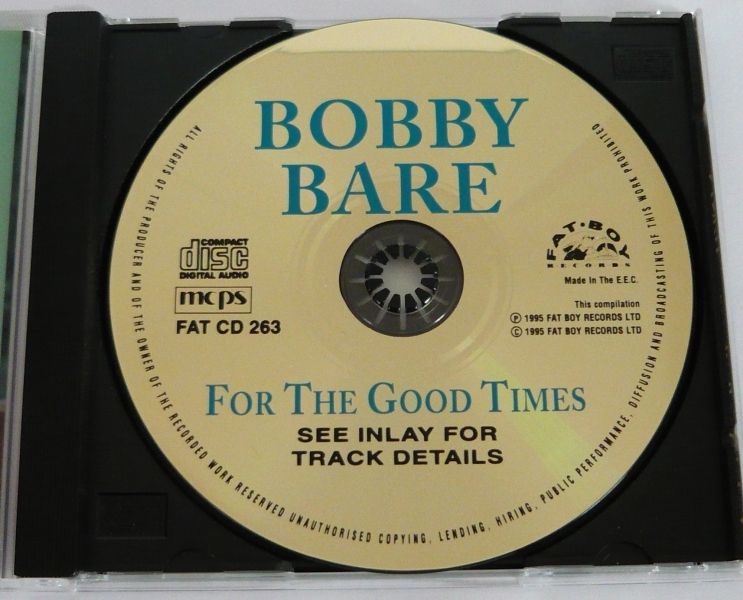 BOBBY
BARE
COMPACT
disc
DIGITAL AUDIO
mcps
FAT CD 263
FAT·BOY
RECORDS
Made In The E.E.C.
This compilation
Ⓟ 1995 FAT BOY RECORDS LTD
© 1995 FAT BOY RECORDS LTD
FOR THE GOOD TIMES
SEE INLAY FOR
TRACK DETAILS
ALL RIGHTS OF THE PRODUCER AND OF THE OWNER OF THE RECORDED WORK RESERVED UNAUTHORISED COPYING, LENDING, HIRING, PUBLIC PERFORMANCE, DIFFUSION AND BROADCASTING OF THIS WORK PROHIBITED